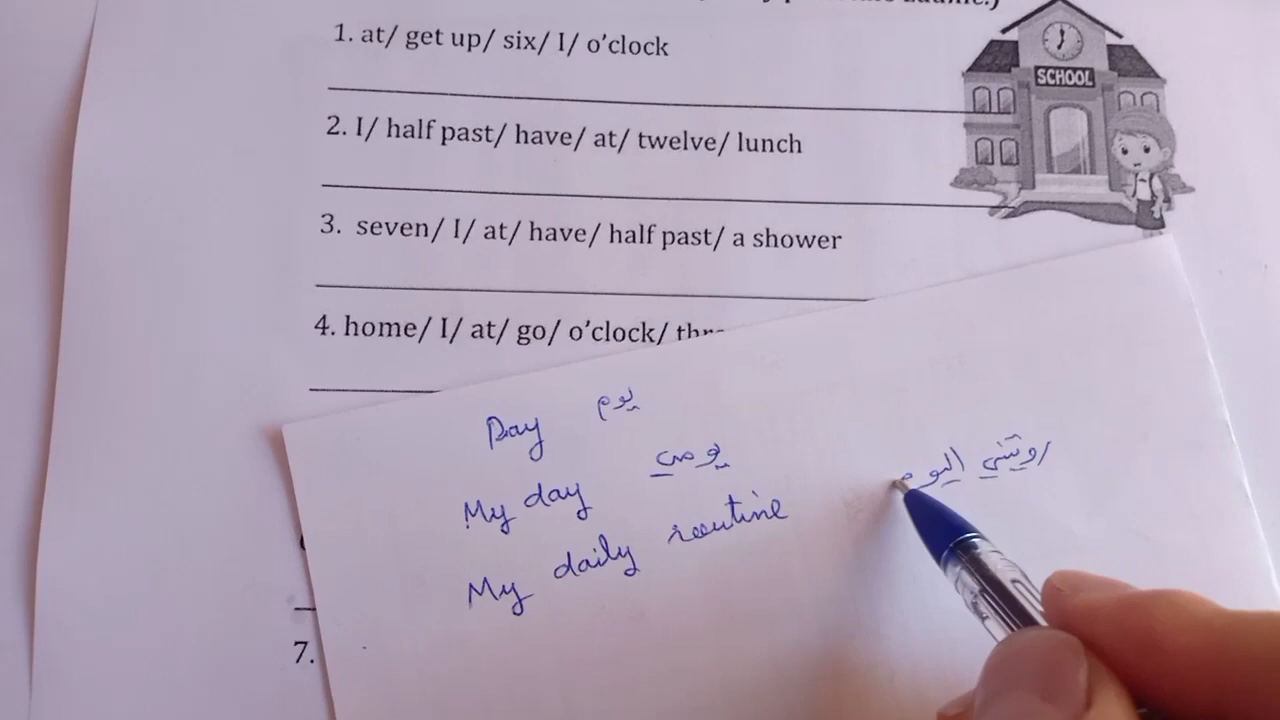 1. at/ get up/ six/ I/ o'clock
SCHOOL
2. I/ half past/ have/ at/ twelve/ lunch
3. seven/ I/ at/ have/ half past/ a shower
4. home/ I/ at/ go/ o'clock/
Day يوم
My day يومي
My daily routine روتيني اليوم
7.